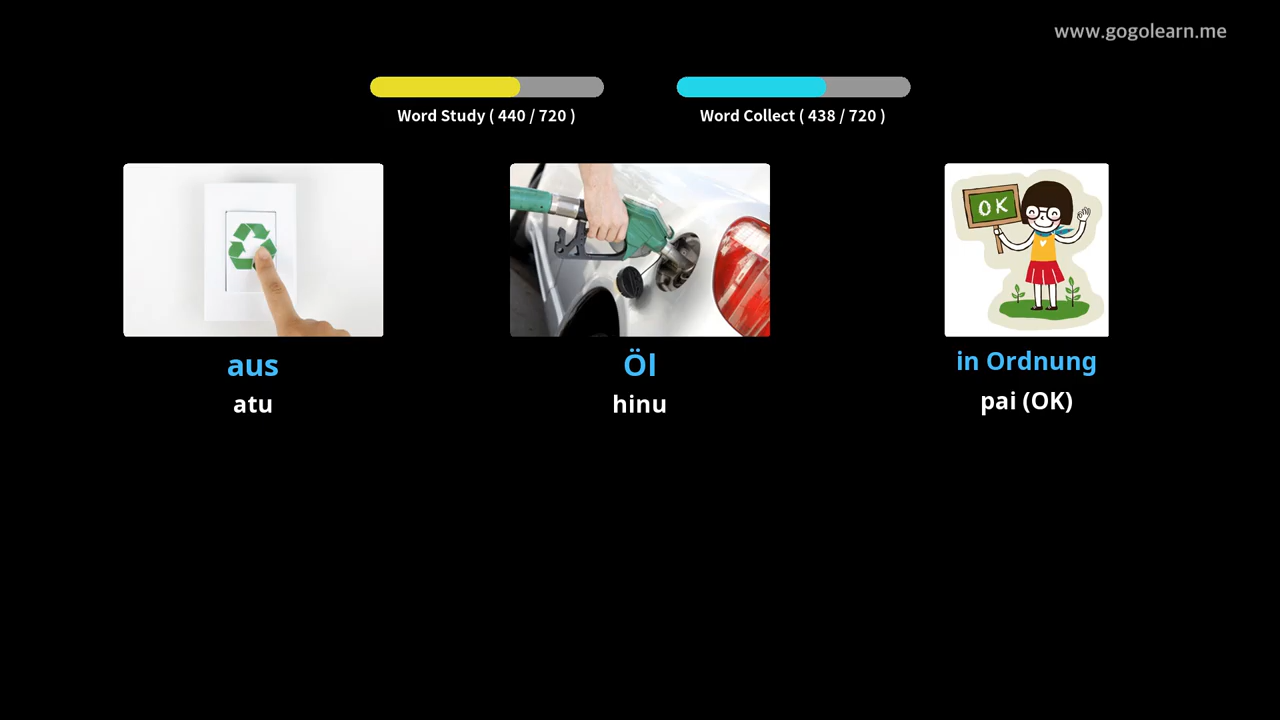 www.gogolearn.me
Word Study ( 440 / 720 )
Word Collect ( 438 / 720 )
OK
aus
Öl
in Ordnung
atu
hinu
pai (OK)